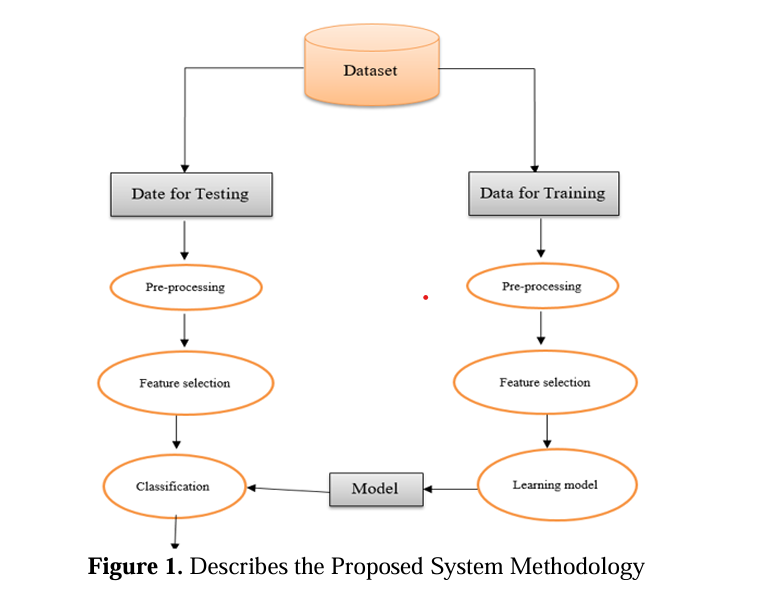 Dataset
Date for Testing
Data for Training
Pre-processing
Pre-processing
Feature selection
Feature selection
Classification
Model
Learning model
Figure 1. Describes the Proposed System Methodology